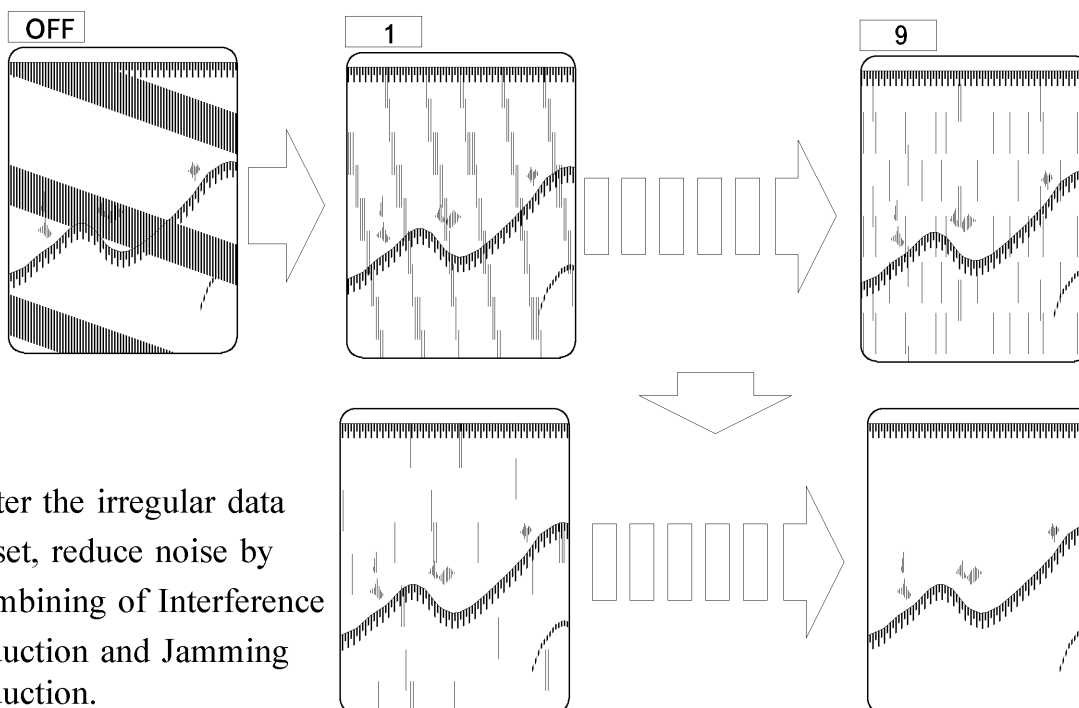 OFF
1
9
ter the irregular data
set, reduce noise by
mbining of Interference
uction and Jamming
uction.